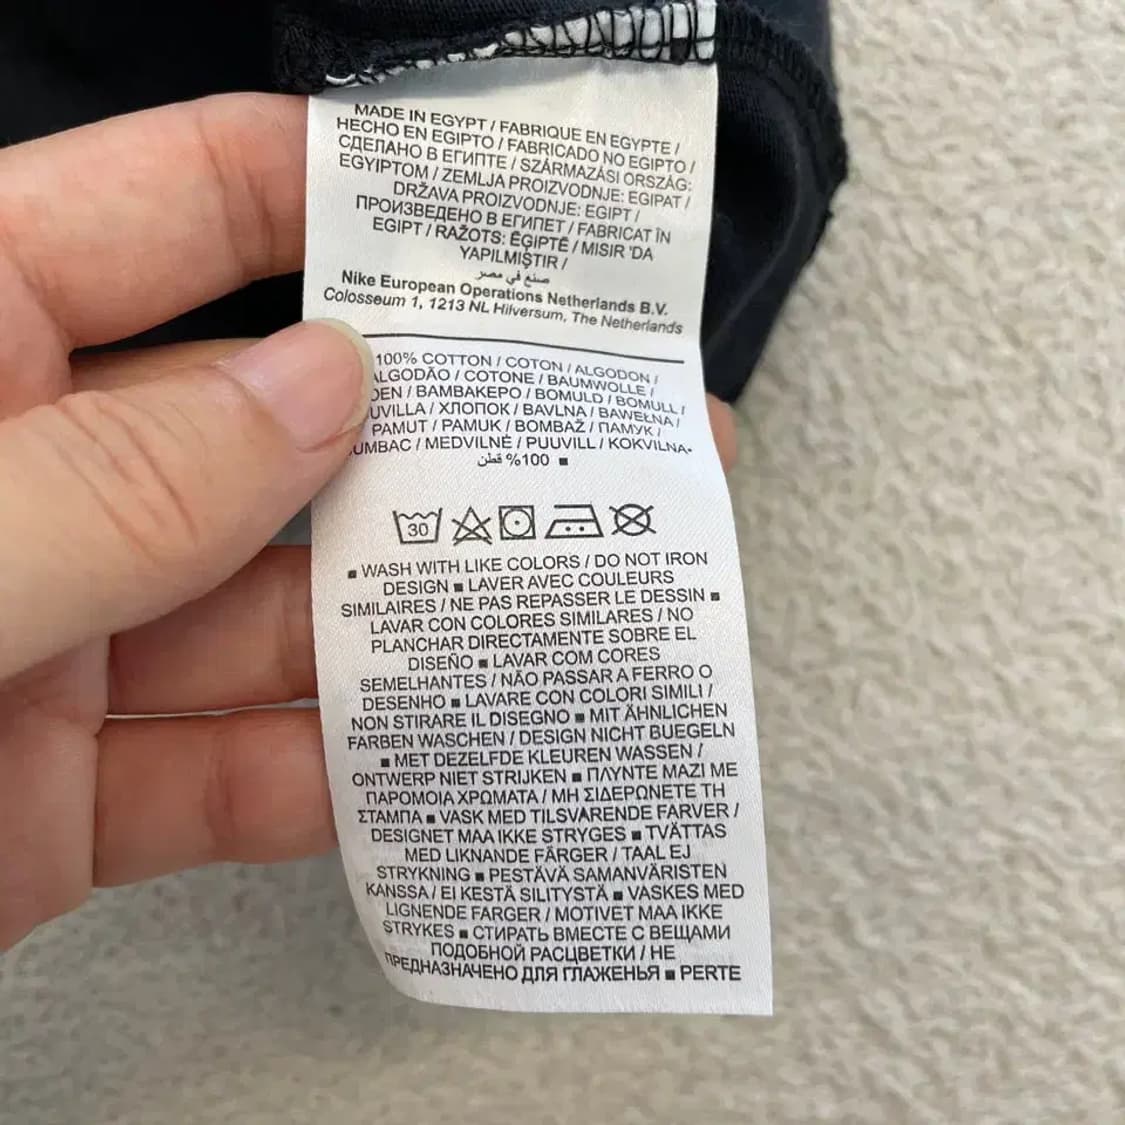 MADE IN EGYPT / FABRIQUE EN EGYPTE /
HECHO EN EGIPTO / FABRICADO NO EGIPTO /
СДЕЛАНО В ЕГИПТЕ / SZÁRMAZÁSI ORSZÁG:
EGYIPTOM / ZEMLJA PROIZVODNJE: EGIPAT /
DRŽAVA PROIZVODNJE: EGIPT /
ПРОИЗВЕДЕНО В ЕГИПЕТ / FABRICAT ÎN
EGIPT / RAŽOTS: ĒĢIPTĒ / MISIR 'DA
YAPILMIŞTIR /
صنع في مصر
Nike European Operations Netherlands B.V.
Colosseum 1, 1213 NL Hilversum, The Netherlands
100% COTTON / COTON / ALGODON /
ALGODÃO / COTONE / BAUMWOLLE /
DEN / BAMBAKEPO / BOMULD / BOMULL /
UVILLA / ХЛОПОК / BAVLNA / BAWEŁNA /
PAMUT / PAMUK / BOMBAŽ / ПАМУК /
UMBAC / MEDVILNĖ / PUUVILL / KOKVILNA-
100% قطن ■
30
■ WASH WITH LIKE COLORS / DO NOT IRON
DESIGN ■ LAVER AVEC COULEURS
SIMILAIRES / NE PAS REPASSER LE DESSIN ■
LAVAR CON COLORES SIMILARES / NO
PLANCHAR DIRECTAMENTE SOBRE EL
DISEÑO ■ LAVAR COM CORES
SEMELHANTES / NÃO PASSAR A FERRO O
DESENHO ■ LAVARE CON COLORI SIMILI /
NON STIRARE IL DISEGNO ■ MIT ÄHNLICHEN
FARBEN WASCHEN / DESIGN NICHT BUEGELN
■ MET DEZELFDE KLEUREN WASSEN /
ONTWERP NIET STRIJKEN ■ ΠΛΥΝΤΕ ΜΑΖΙ ΜΕ
ΠΑΡΟΜΟΙΑ ΧΡΩΜΑΤΑ / ΜΗ ΣΙΔΕΡΩΝΕΤΕ ΤΗ
ΣΤΑΜΠΑ ■ VASK MED TILSVARENDE FARVER /
DESIGNET MAA IKKE STRYGES ■ TVÄTTAS
MED LIKNANDE FÄRGER / TAAL EJ
STRYKNING ■ PESTÄVÄ SAMANVÄRISTEN
KANSSA / EI KESTÄ SILITYSTÄ ■ VASKES MED
LIGNENDE FARGER / MOTIVET MAA IKKE
STRYKES ■ СТИРАТЬ ВМЕСТЕ С ВЕЩАМИ
ПОДОБНОЙ РАСЦВЕТКИ / НЕ
ПРЕДНАЗНАЧЕНО ДЛЯ ГЛАЖЕНЬЯ ■ PERTE